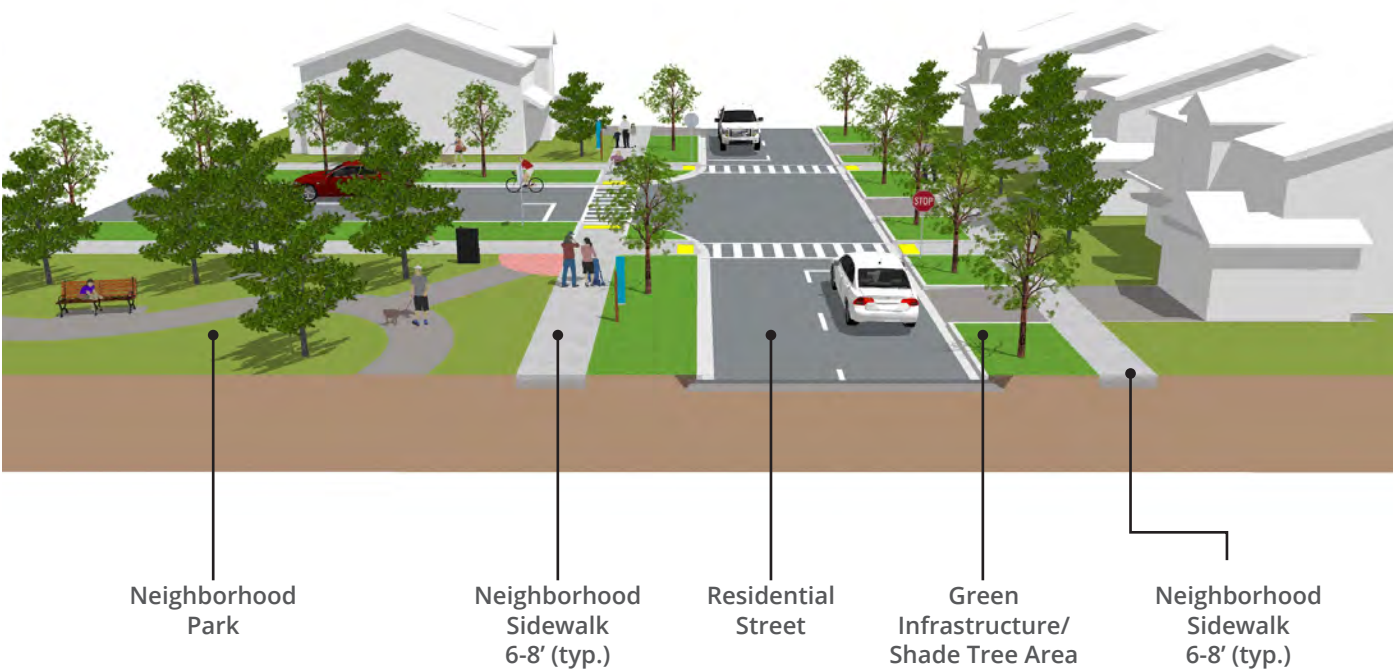 STOP
Neighborhood
Park
Neighborhood
Sidewalk
6-8’ (typ.)
Residential
Street
Green
Infrastructure/
Shade Tree Area
Neighborhood
Sidewalk
6-8’ (typ.)